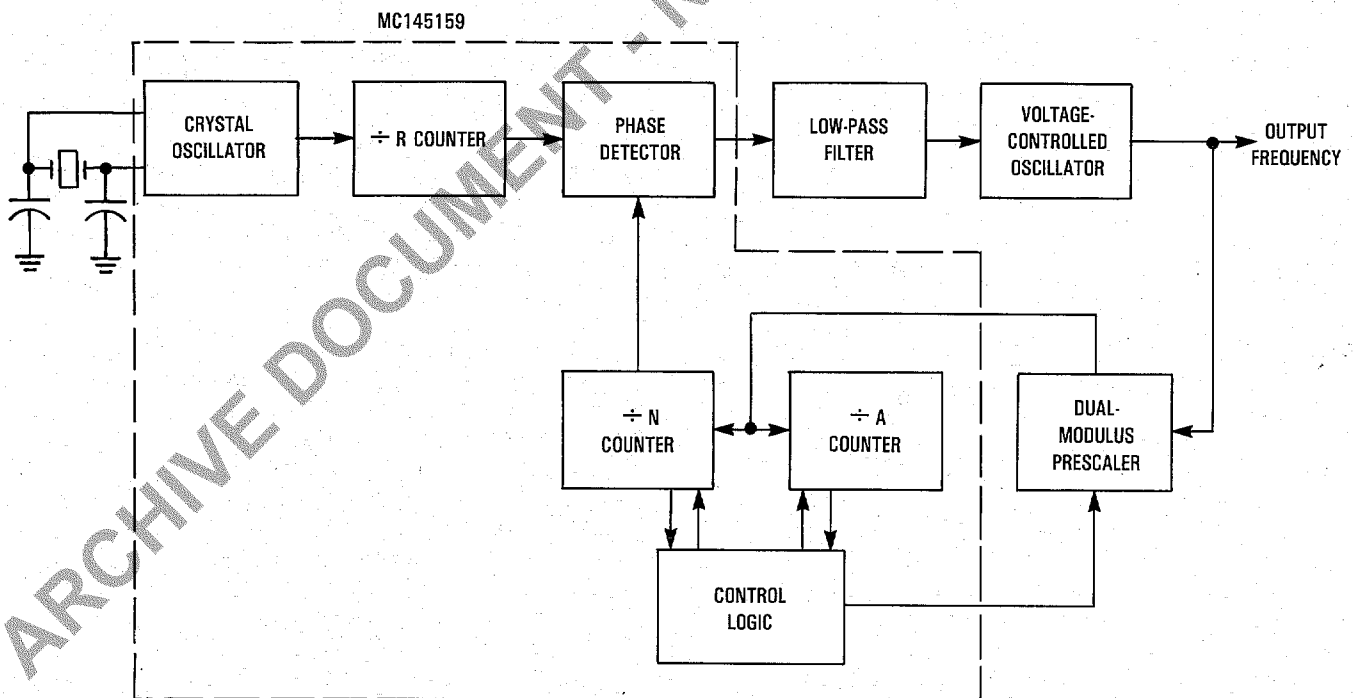 MC145159
CRYSTAL
OSCILLATOR
÷ R COUNTER
PHASE
DETECTOR
LOW-PASS
FILTER
VOLTAGE-
CONTROLLED
OSCILLATOR
OUTPUT
FREQUENCY
÷ N
COUNTER
÷ A
COUNTER
DUAL-
MODULUS
PRESCALER
CONTROL
LOGIC
ARCHIVE DOCUMENT -